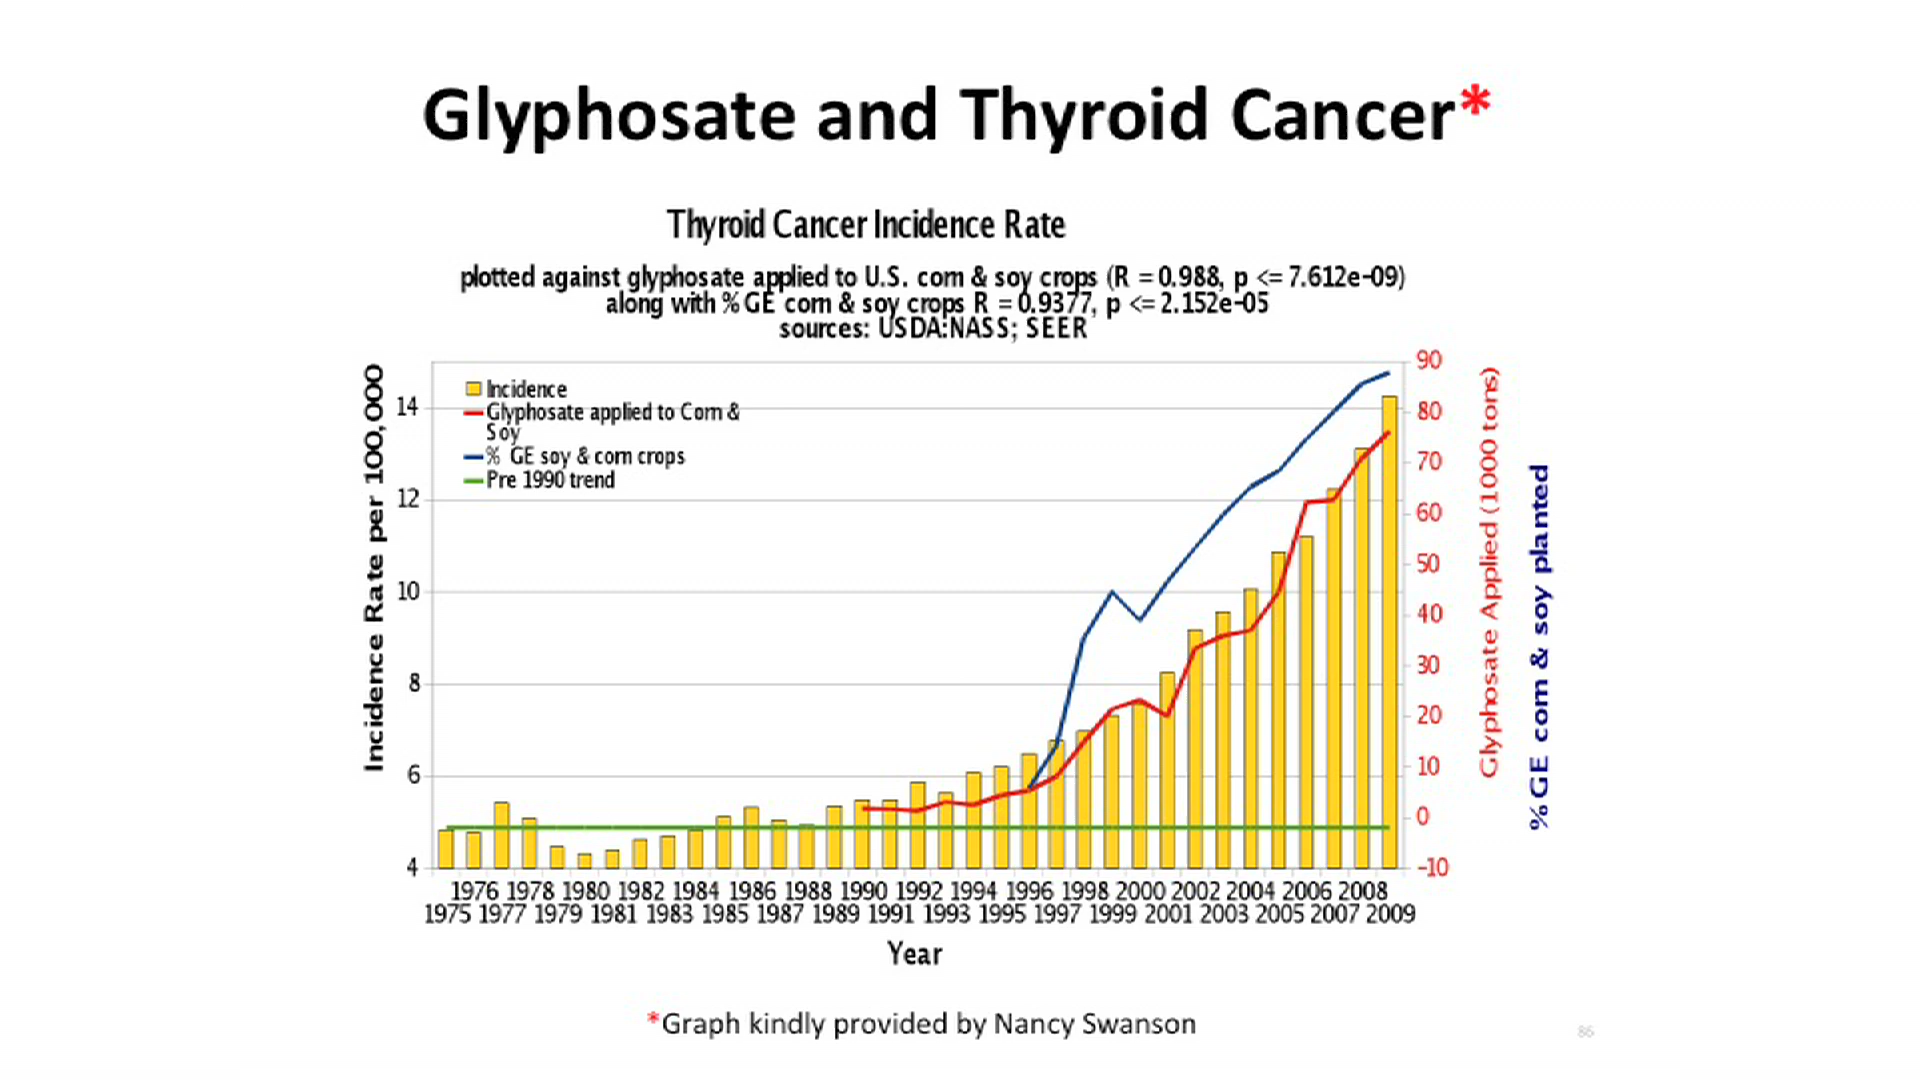 Glyphosate and Thyroid Cancer*
Thyroid Cancer Incidence Rate
plotted against glyphosate applied to U.S. corn & soy crops (R = 0.988, p <= 7.612e-09)
along with % GE corn & soy crops R = 0.9377, p <= 2.152e-05
sources: USDA:NASS; SEER
Incidence Rate per 100,000
14
12
10
8
6
4
Incidence
Glyphosate applied to Corn &
Soy
% GE soy & corn crops
Pre 1990 trend
90
80
70
60
50
40
30
20
10
0
-10
Glyphosate Applied (1000 tons)
% GE corn & soy planted
1976 1978 1980 1982 1984 1986 1988 1990 1992 1994 1996 1998 2000 2002 2004 2006 2008
1975 1977 1979 1981 1983 1985 1987 1989 1991 1993 1995 1997 1999 2001 2003 2005 2007 2009
Year
*Graph kindly provided by Nancy Swanson
86